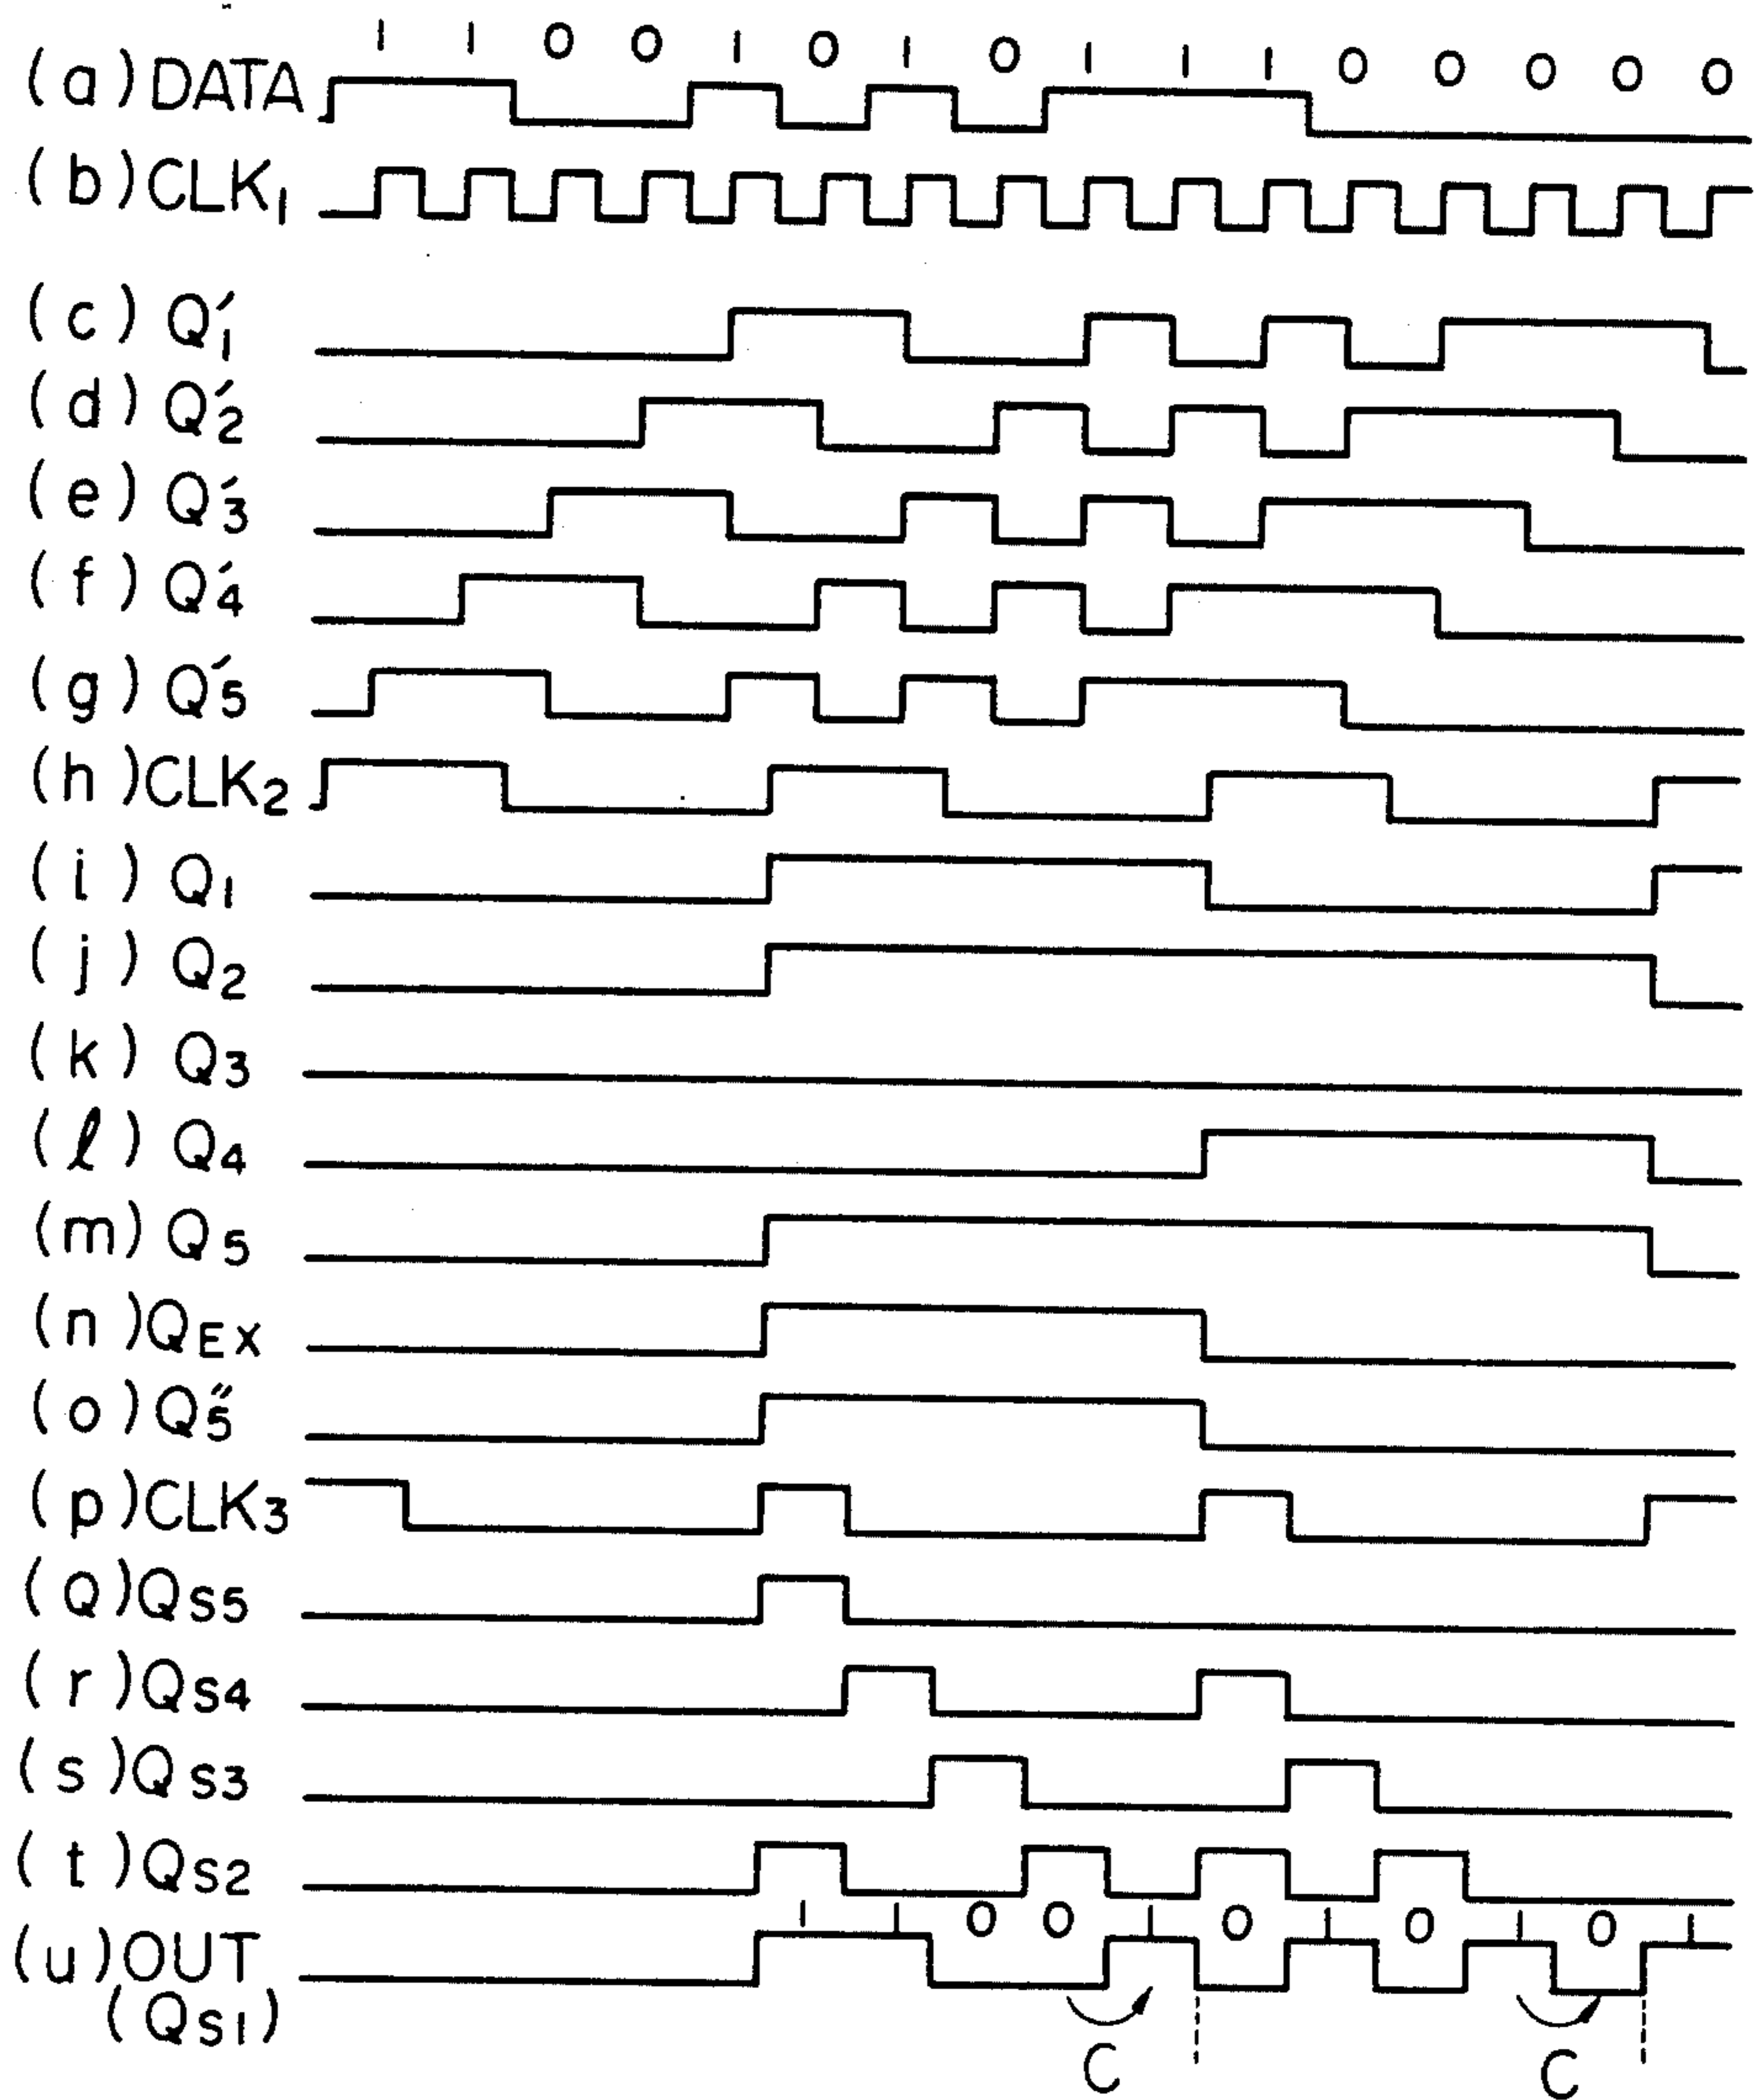 1 1 0 0 1 0 1 0 1 1 1 0 0 0 0 0
(a) DATA
(b) CLK1
(c) Q′1
(d) Q′2
(e) Q′3
(f) Q′4
(g) Q′5
(h) CLK2
(i) Q1
(j) Q2
(k) Q3
(ℓ) Q4
(m) Q5
(n) QEX
(o) Q″5
(p) CLK3
(Q) QS5
(r) QS4
(s) QS3
(t) QS2
1 1 0 0 1 0 1 0 1 0 1
(u) OUT
(QS1)
C C